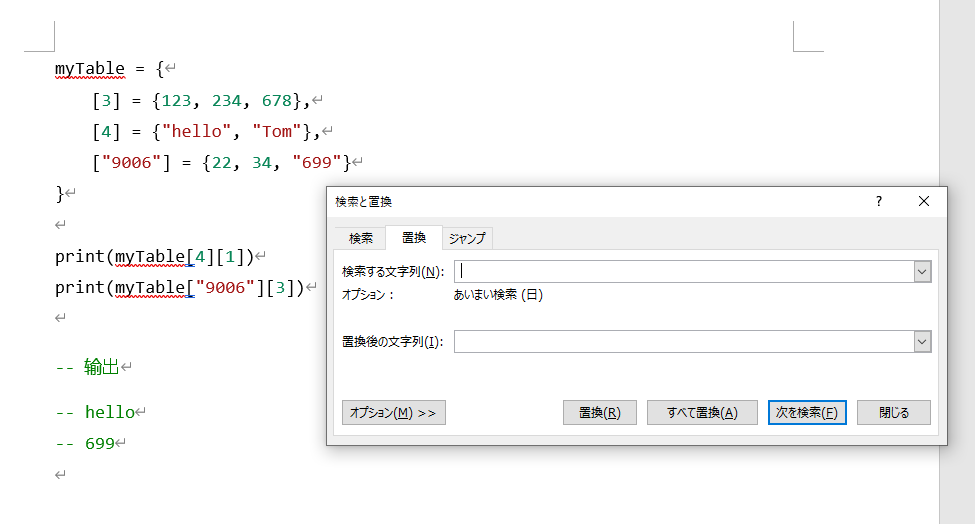 myTable = {↵
[3] = {123, 234, 678},↵
[4] = {"hello", "Tom"},↵
["9006"] = {22, 34, "699"}↵
}↵
↵
print(myTable[4][1])↵
print(myTable["9006"][3])↵
↵
-- 输出↵
-- hello↵
-- 699↵
↵
検索と置換 ? ×
検索 置換 ジャンプ
検索する文字列(N):
オプション: あいまい検索 (日)
置換後の文字列(I):
オプション(M) >> 置換(R) すべて置換(A) 次を検索(F) 閉じる